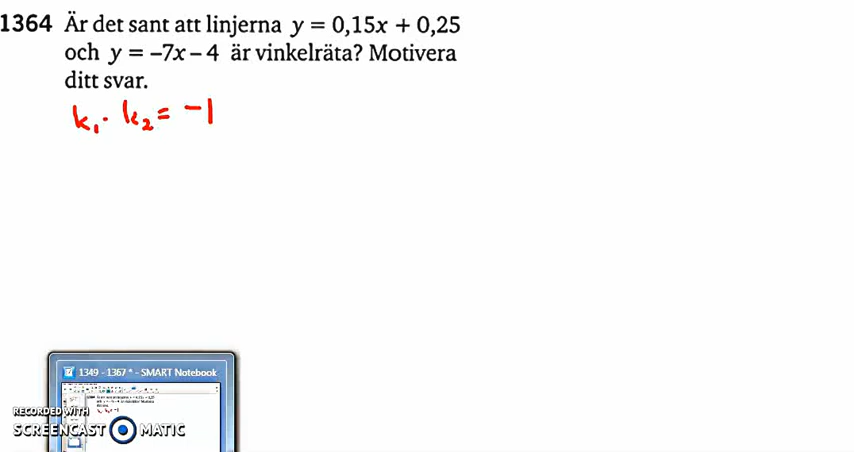 1364 Är det sant att linjerna y = 0,15x + 0,25
och y = –7x – 4 är vinkelräta? Motivera
ditt svar.
k₁ · k₂ = -1
1349 - 1367 * - SMART Notebook
RECORDED WITH
SCREENCAST MATIC